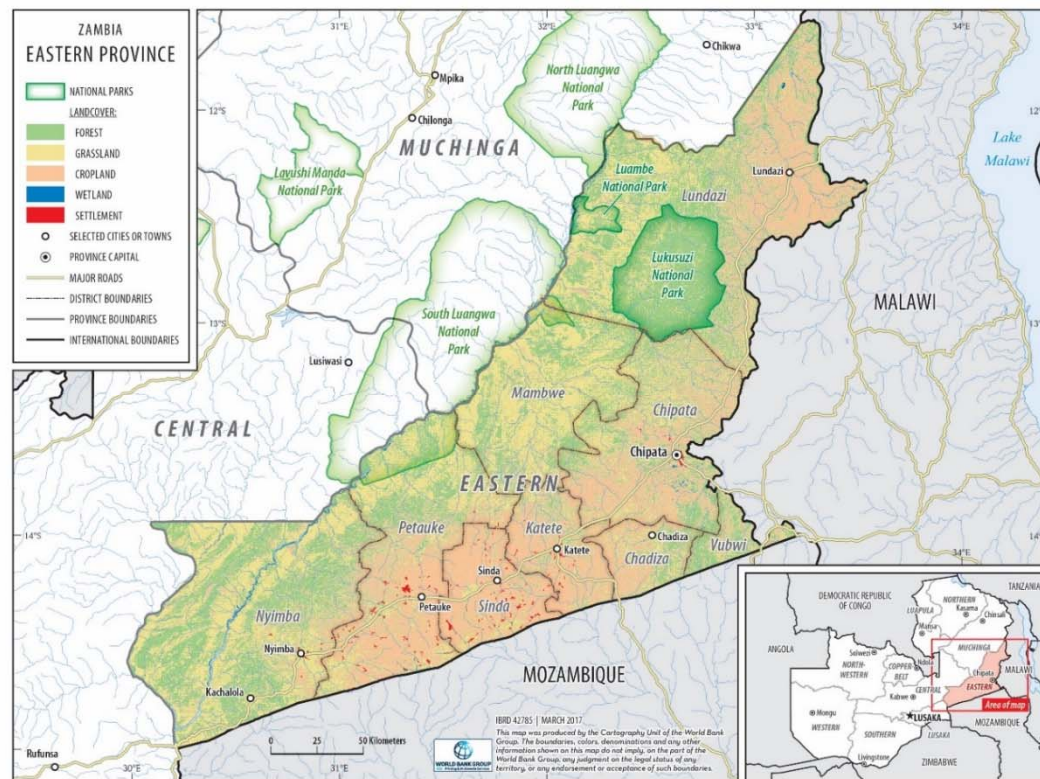 ZAMBIA
EASTERN PROVINCE
NATIONAL PARKS
LANDCOVER:
FOREST
GRASSLAND
CROPLAND
WETLAND
SETTLEMENT
SELECTED CITIES OR TOWNS
PROVINCE CAPITAL
MAJOR ROADS
DISTRICT BOUNDARIES
PROVINCE BOUNDARIES
INTERNATIONAL BOUNDARIES
31°E
32°E
33°E
34°E
Chikwa
Mpika
North Luangwa
National
Park
12°S
12°S
Chilonga
MUCHINGA
Lake
Malawi
Lavushi Manda
National Park
Luambe
National Park
Lundazi
Lundazi
Lukusuzi
National
Park
MALAWI
South Luangwa
National
Park
13°S
13°S
Lusiwasi
Mambwe
Chipata
CENTRAL
Chipata
EASTERN
14°S
Petauke
Katete
Chadiza
Vubwi
14°S
34°E
Katete
Chadiza
Sinda
Petauke
Sinda
Nyimba
Nyimba
MOZAMBIQUE
Kachalola
Rufunsa
30°E
31°E
0 25 50 Kilometers
IBRD 42785 | MARCH 2017
WORLD BANK GROUP
This map was produced by the Cartography Unit of the World Bank
Group. The boundaries, colors, denominations and any other
information shown on this map do not imply, on the part of the
World Bank Group, any judgment on the legal status of any
territory, or any endorsement or acceptance of such boundaries.
DEMOCRATIC REPUBLIC
OF CONGO
TANZANIA
NORTHERN
Kasama
LUAPULA
Mansa
Chinsali
ANGOLA
Solwezi
MUCHINGA
NORTH-
WESTERN
COPPER-
BELT
Ndola
MALAWI
Chipata
EASTERN
CENTRAL
Kabwe
Area of map
Mongu
WESTERN
LUSAKA
LUSAKA
MOZAMBIQUE
SOUTHERN
Livingstone
ZIMBABWE